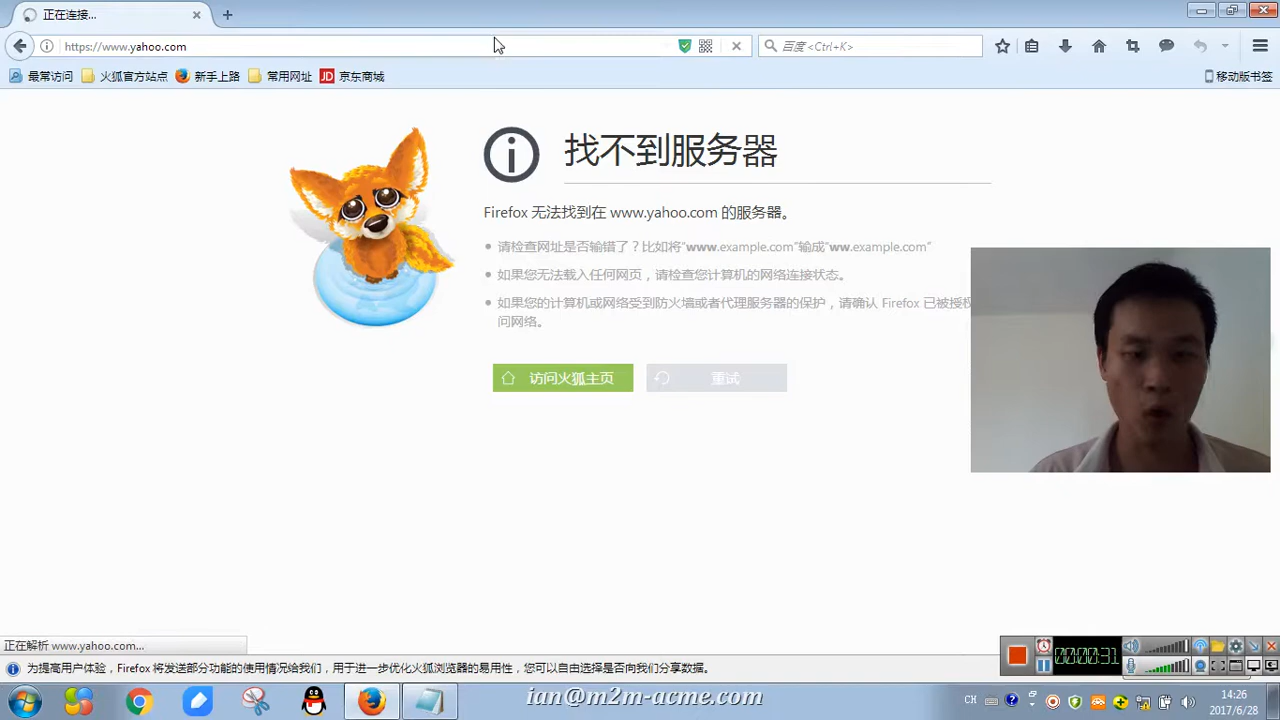 正在连接...
https://www.yahoo.com
百度 <Ctrl+K>
最常访问 火狐官方站点 新手上路 常用网址 JD 京东商城 移动版书签
找不到服务器
Firefox 无法找到在 www.yahoo.com 的服务器。
请检查网址是否输错了？比如将"www.example.com"输成"ww.example.com"
如果您无法载入任何网页，请检查您计算机的网络连接状态。
如果您的计算机或网络受到防火墙或者代理服务器的保护，请确认 Firefox 已被授权
问网络。
访问火狐主页 重试
正在解析 www.yahoo.com...
为提高用户体验，Firefox 将发送部分功能的使用情况给我们，用于进一步优化火狐浏览器的易用性，您可以自由选择是否向我们分享数据。
00:00:31
ian@m2m-acme.com
CH
14:26
2017/6/28